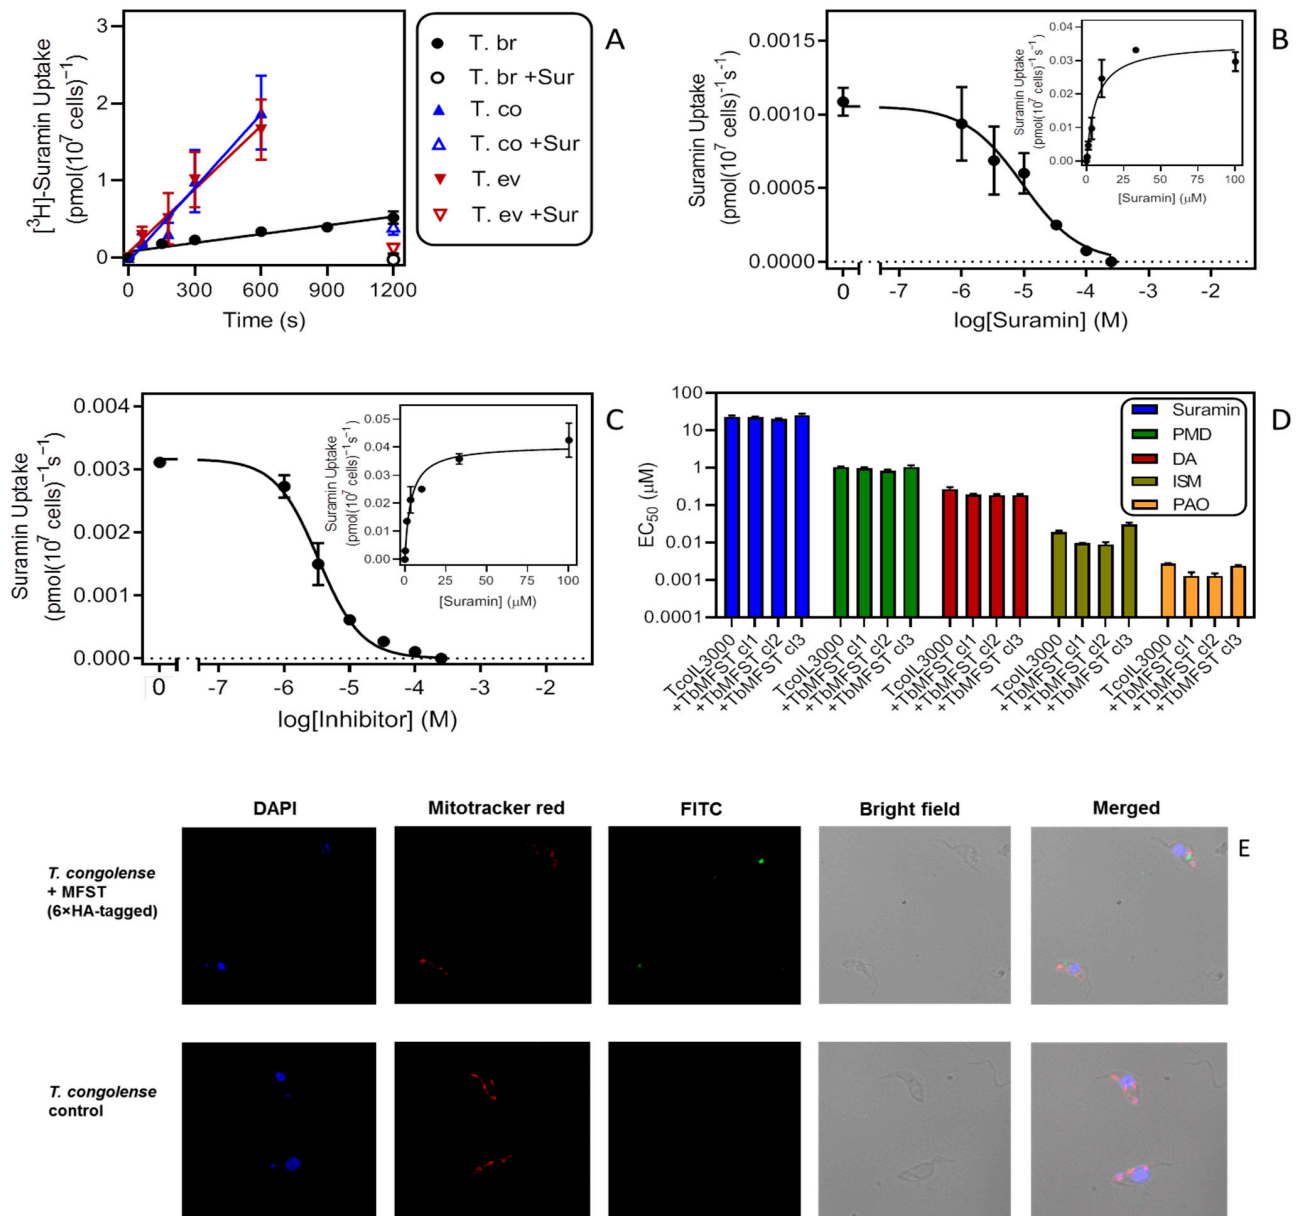 A
[³H]-Suramin Uptake
(pmol(10⁷ cells)⁻¹)
3
2
1
0
0 300 600 900 1200
Time (s)
T. br
T. br +Sur
T. co
T. co +Sur
T. ev
T. ev +Sur
B
Suramin Uptake
(pmol(10⁷ cells)⁻¹s⁻¹)
0.0015
0.0010
0.0005
0.0000
0 -7 -6 -5 -4 -3 -2
log[Suramin] (M)
Suramin Uptake
(pmol(10⁷ cells)⁻¹s⁻¹)
0.04
0.03
0.02
0.01
0.00
0 25 50 75 100
[Suramin] (µM)
C
Suramin Uptake
(pmol(10⁷ cells)⁻¹s⁻¹)
0.004
0.003
0.002
0.001
0.000
0 -7 -6 -5 -4 -3 -2
log[Inhibitor] (M)
Suramin Uptake
(pmol(10⁷ cells)⁻¹s⁻¹)
0.05
0.04
0.03
0.02
0.01
0.00
0 25 50 75 100
[Suramin] (µM)
D
EC₅₀ (µM)
100
10
1
0.1
0.01
0.001
0.0001
Suramin
PMD
DA
ISM
PAO
TcoIL3000
+TbMFST cl1
+TbMFST cl2
+TbMFST cl3
TcoIL3000
+TbMFST cl1
+TbMFST cl2
+TbMFST cl3
TcoIL3000
+TbMFST cl1
+TbMFST cl2
+TbMFST cl3
TcoIL3000
+TbMFST cl1
+TbMFST cl2
+TbMFST cl3
TcoIL3000
+TbMFST cl1
+TbMFST cl2
+TbMFST cl3
DAPI Mitotracker red FITC Bright field Merged
E
T. congolense
+ MFST
(6×HA-tagged)
T. congolense
control